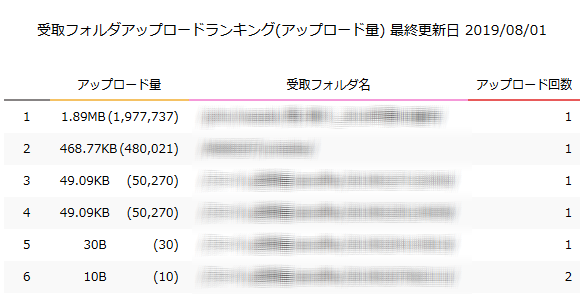 受取フォルダアップロードランキング(アップロード量) 最終更新日 2019/08/01
アップロード量 受取フォルダ名 アップロード回数
1 1.89MB (1,977,737) 1
2 468.77KB (480,021) 1
3 49.09KB (50,270) 1
4 49.09KB (50,270) 1
5 30B (30) 1
6 10B (10) 2